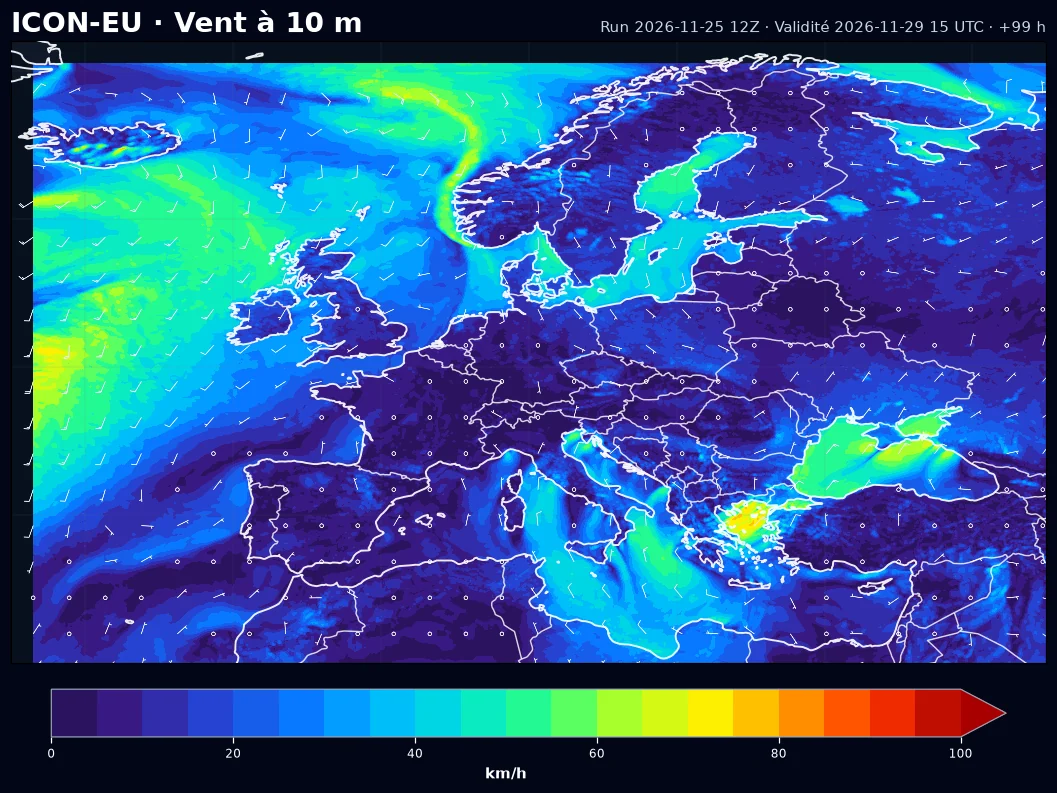 ICON-EU · Vent à 10 m
Run 2026-11-25 12Z · Validité 2026-11-29 15 UTC · +99 h
0 20 40 60 80 100
km/h